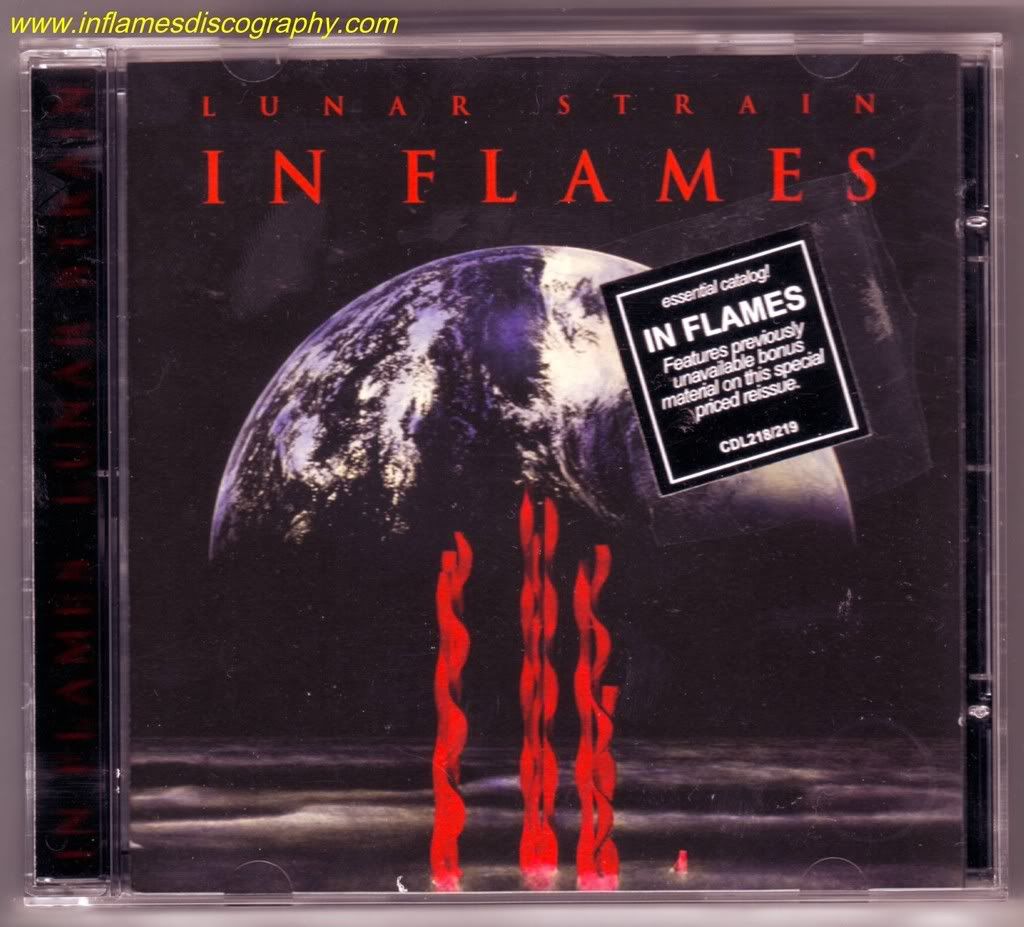 www.inflamesdiscography.com
LUNAR STRAIN
IN FLAMES
essential catalog!
IN FLAMES
Features previously
unavailable bonus
material on this special
priced reissue.
CDL218/219
IN FLAMES LUNAR STRAIN